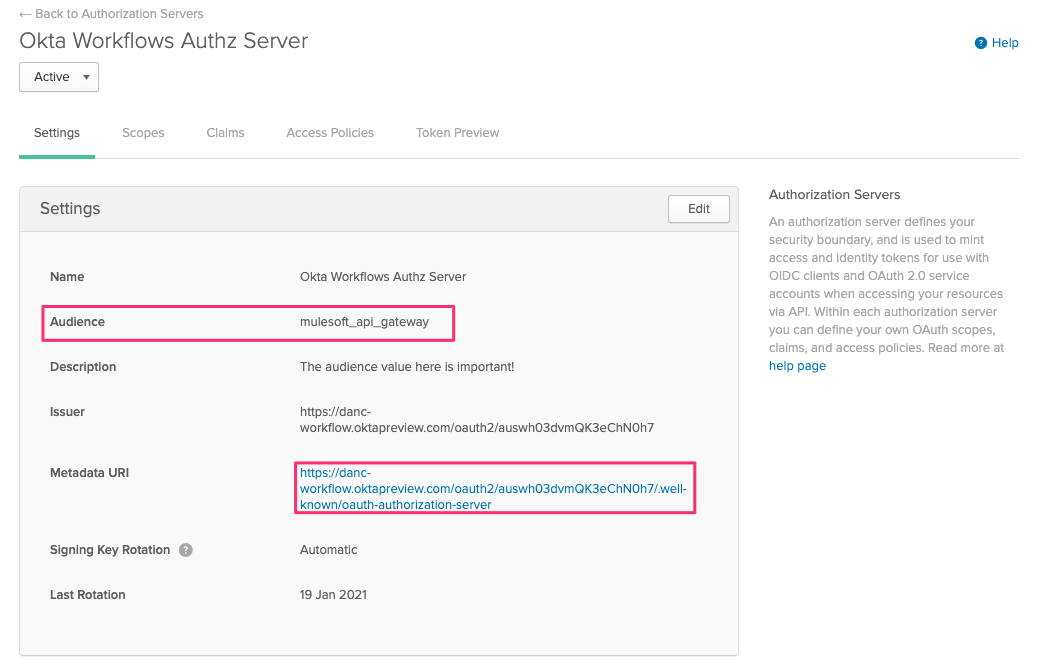 ← Back to Authorization Servers
Okta Workflows Authz Server
Help
Active
Settings Scopes Claims Access Policies Token Preview
Settings
Edit
Name Okta Workflows Authz Server
Audience mulesoft_api_gateway
Description The audience value here is important!
Issuer https://danc-
workflow.oktapreview.com/oauth2/auswh03dvmQK3eChN0h7
Metadata URI https://danc-
workflow.oktapreview.com/oauth2/auswh03dvmQK3eChN0h7/.well-
known/oauth-authorization-server
Signing Key Rotation ? Automatic
Last Rotation 19 Jan 2021
Authorization Servers
An authorization server defines your
security boundary, and is used to mint
access and identity tokens for use with
OIDC clients and OAuth 2.0 service
accounts when accessing your resources
via API. Within each authorization server
you can define your own OAuth scopes,
claims, and access policies. Read more at
help page